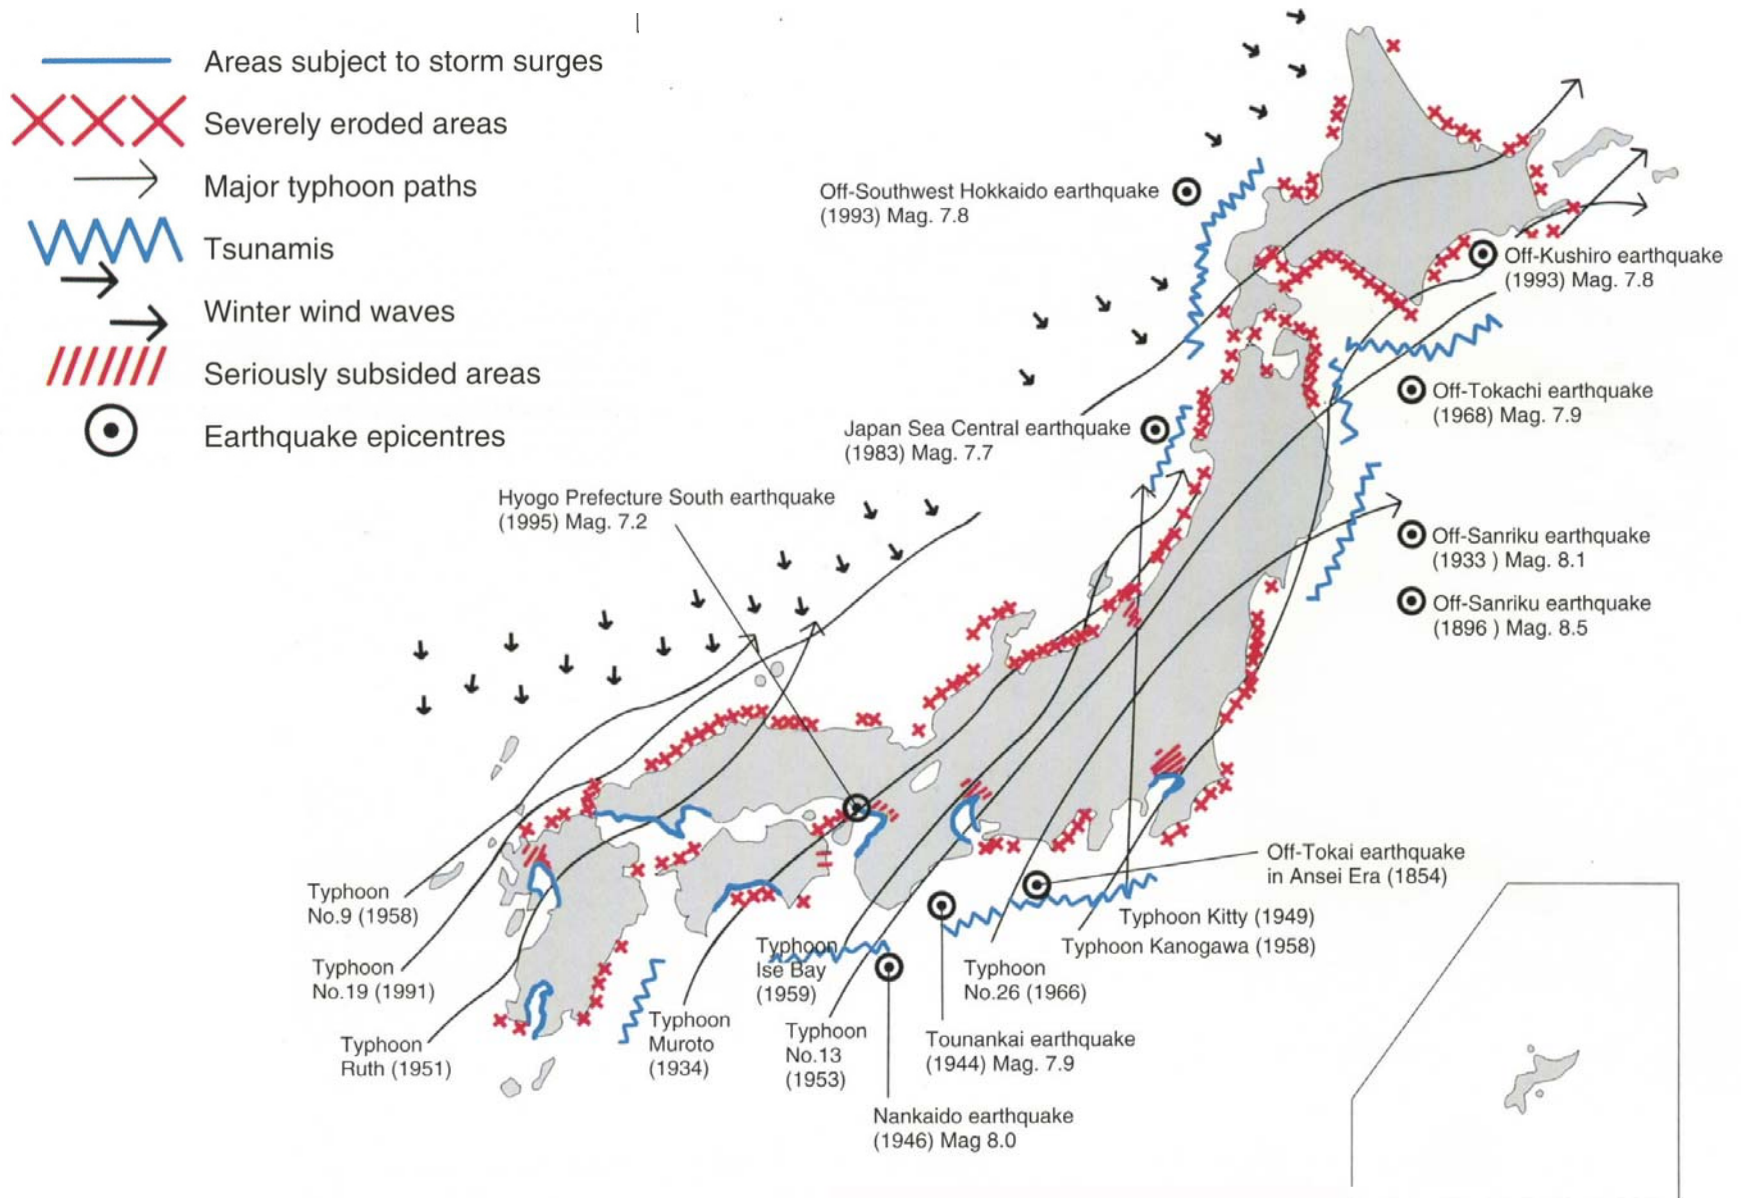 Areas subject to storm surges
Severely eroded areas
Major typhoon paths
Tsunamis
Winter wind waves
Seriously subsided areas
Earthquake epicentres
Off-Southwest Hokkaido earthquake
(1993) Mag. 7.8
Off-Kushiro earthquake
(1993) Mag. 7.8
Off-Tokachi earthquake
(1968) Mag. 7.9
Japan Sea Central earthquake
(1983) Mag. 7.7
Hyogo Prefecture South earthquake
(1995) Mag. 7.2
Off-Sanriku earthquake
(1933 ) Mag. 8.1
Off-Sanriku earthquake
(1896 ) Mag. 8.5
Off-Tokai earthquake
in Ansei Era (1854)
Typhoon
No.9 (1958)
Typhoon Kitty (1949)
Typhoon Kanogawa (1958)
Typhoon
Ise Bay
(1959)
Typhoon
No.19 (1991)
Typhoon
No.26 (1966)
Typhoon
Muroto
(1934)
Typhoon
No.13
(1953)
Typhoon
Ruth (1951)
Tounankai earthquake
(1944) Mag. 7.9
Nankaido earthquake
(1946) Mag 8.0